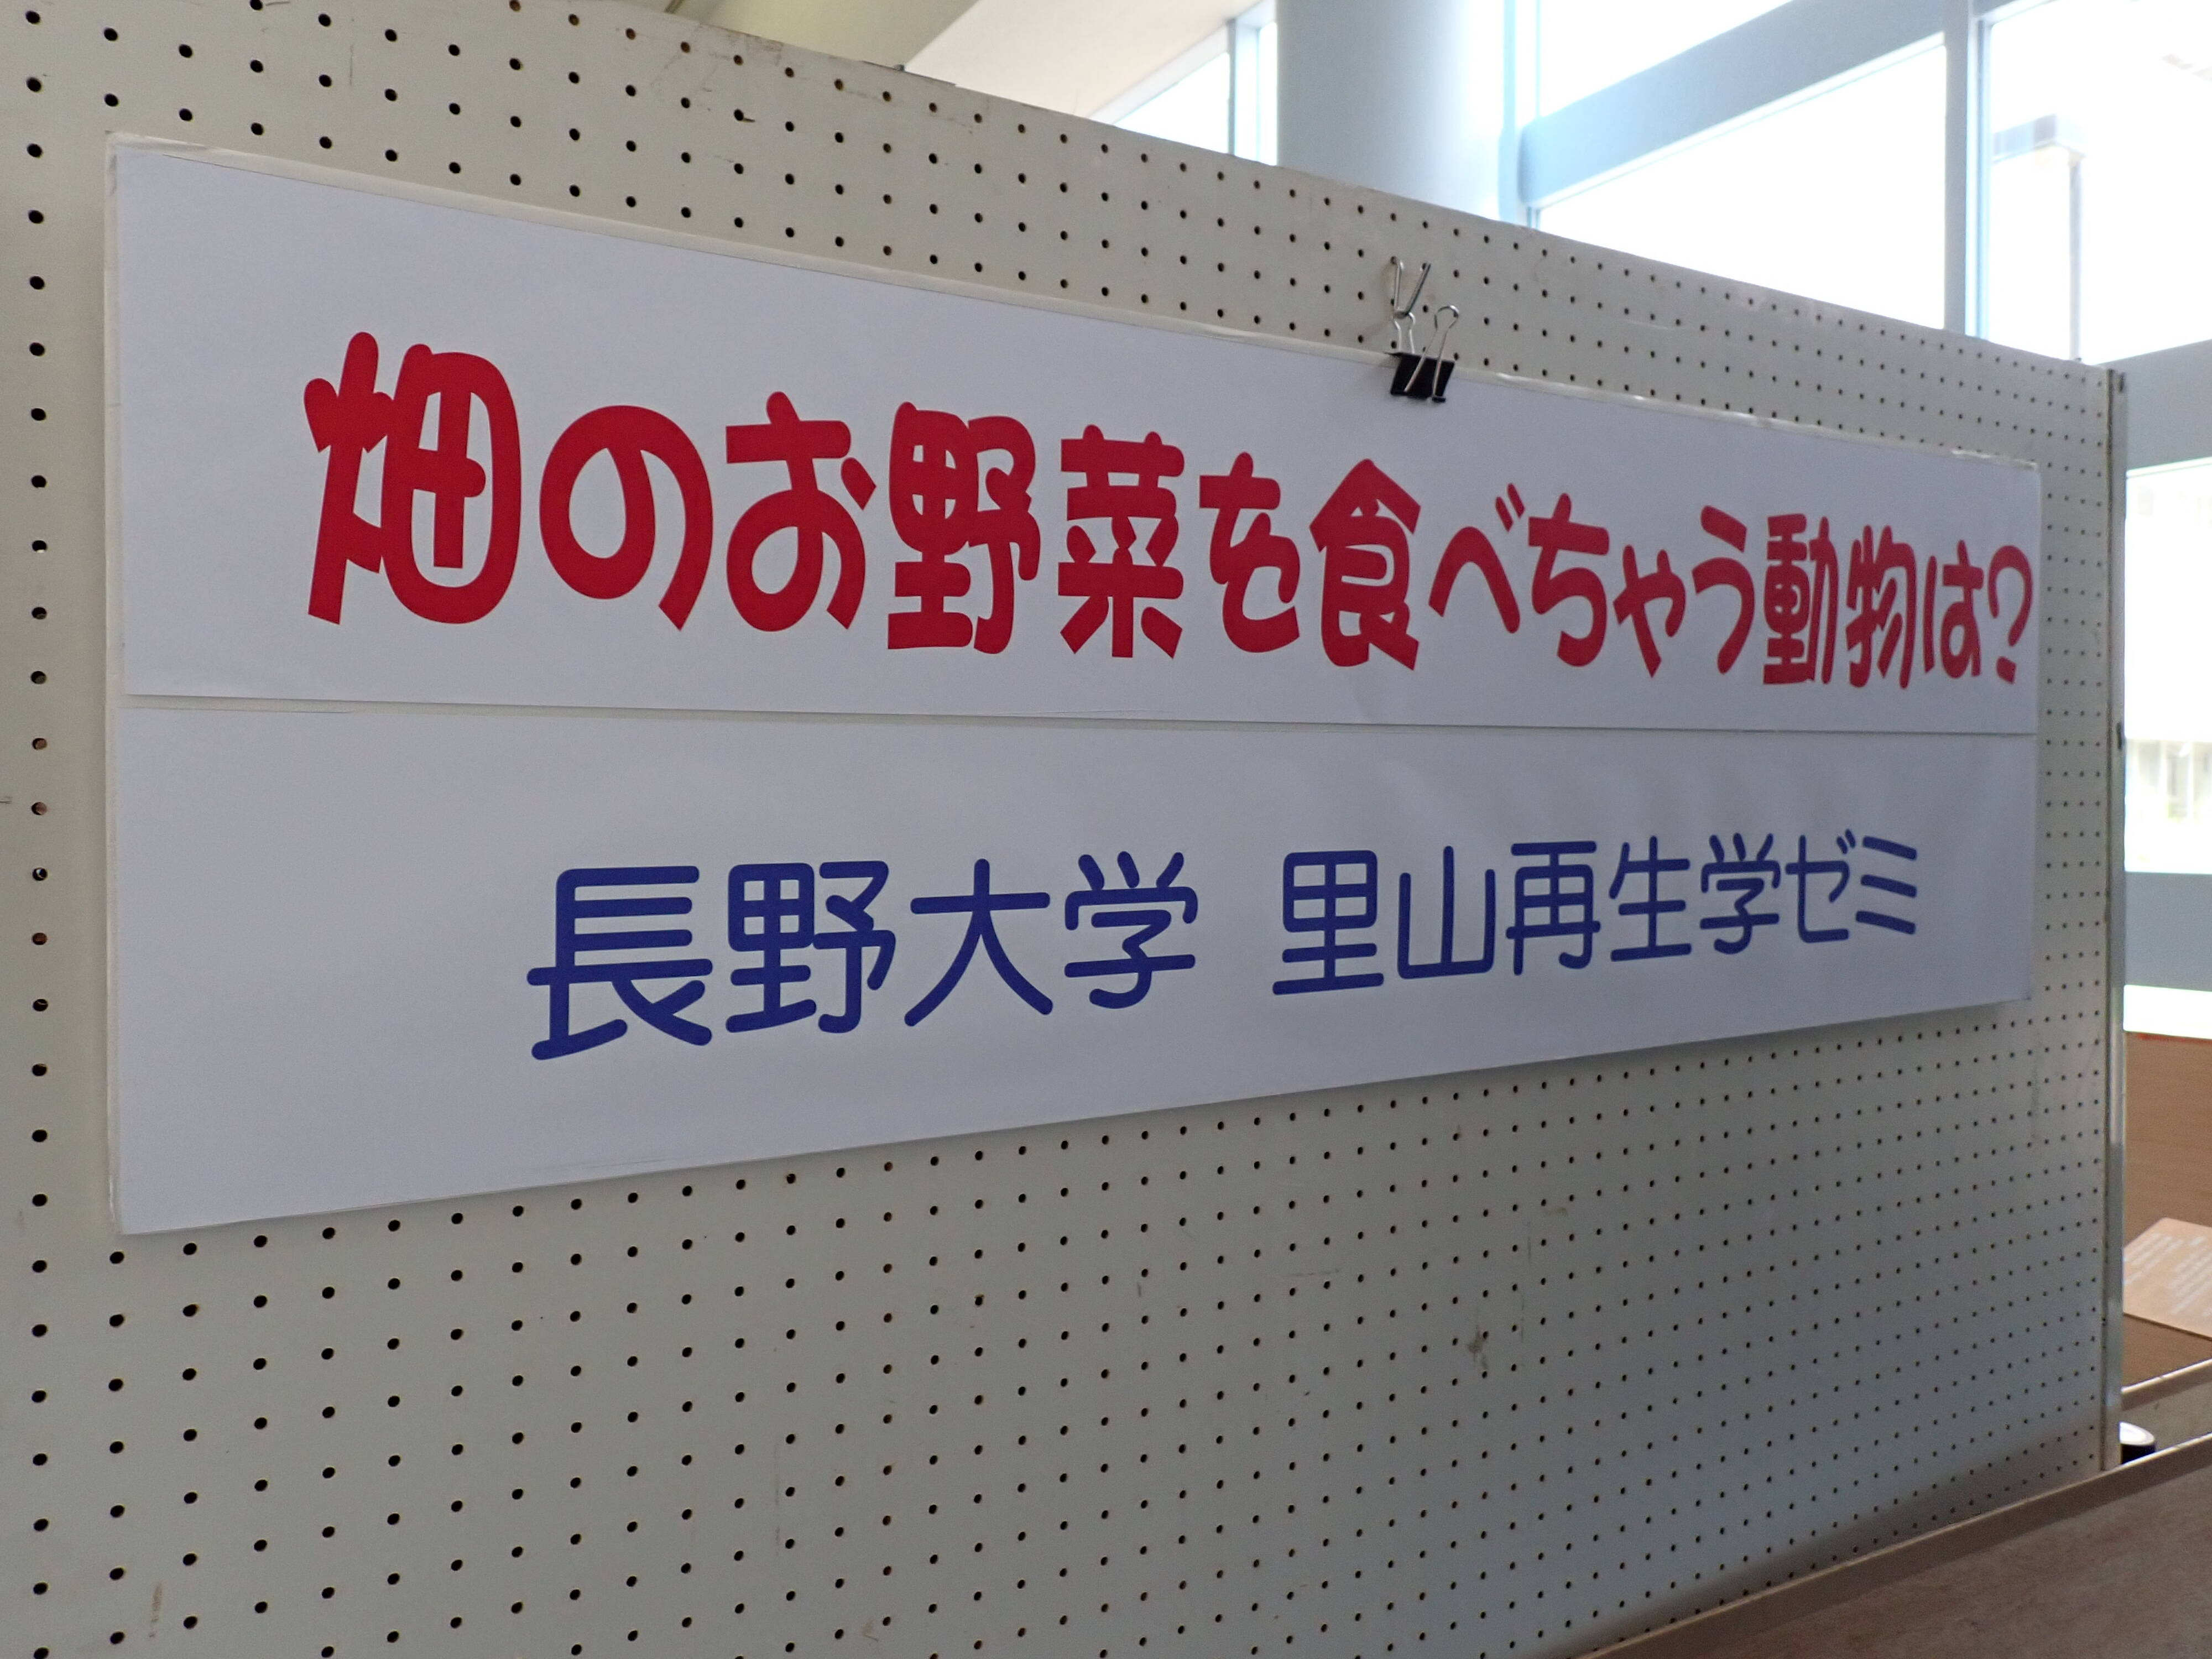 畑のお野菜を食べちゃう動物は?
長野大学 里山再生学ゼミ